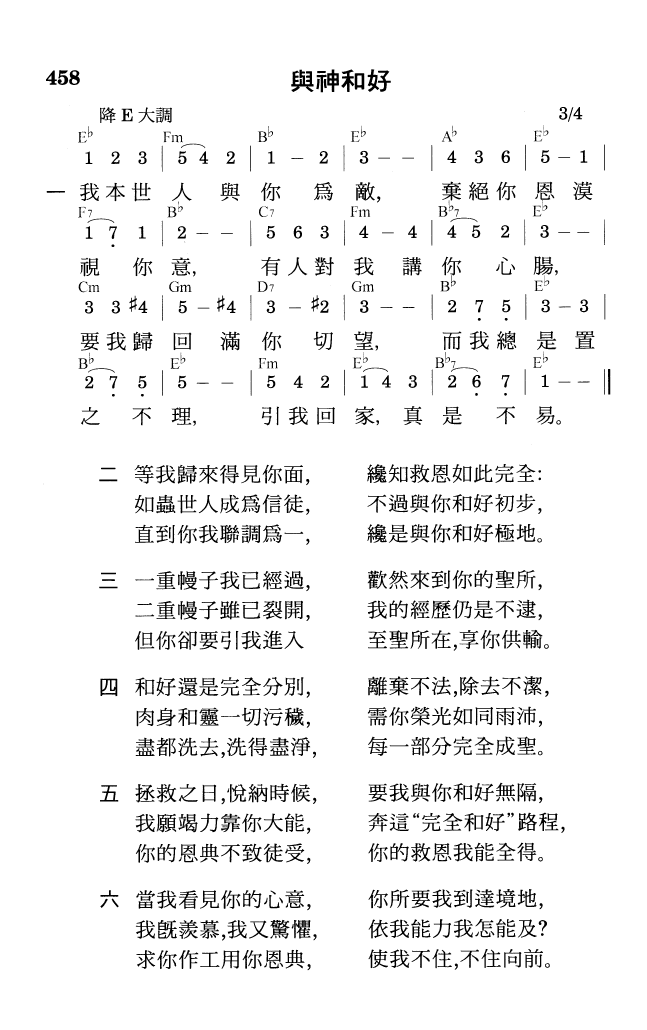 458 與神和好
降 E 大調 3/4
E♭ Fm B♭ E♭ A♭ E♭
1 2 3 | 5 4 2 | 1 – 2 | 3 – – | 4 3 6 | 5 – 1 |
一 我本世 人 與 你 爲 敵, 棄絕你 恩 漠
F7 B♭ C7 Fm B♭7 E♭
1 7̣ 1 | 2 – – | 5 6 3 | 4 – 4 | 4 5 2 | 3 – – |
視 你 意, 有人對 我 講 你 心 腸,
Cm Gm D7 Gm B♭ E♭
3 3 ♯4 | 5 – ♯4 | 3 – ♯2 | 3 – – | 2 7̣ 5̣ | 3 – 3 |
要我歸 回 滿 你 切 望, 而我總 是 置
B♭ E♭ Fm E♭ B♭7 E♭
2 7̣ 5̣ | 5 – – | 5 4 2 | 1 4 3 | 2 6̣ 7̣ | 1 – – ‖
之 不 理, 引我回 家, 真 是 不 易。
二 等我歸來得見你面, 纔知救恩如此完全:
如蟲世人成爲信徒, 不過與你和好初步,
直到你我聯調爲一, 纔是與你和好極地。
三 一重幔子我已經過, 歡然來到你的聖所,
二重幔子雖已裂開, 我的經歷仍是不逮,
但你卻要引我進入 至聖所在,享你供輸。
四 和好還是完全分別, 離棄不法,除去不潔,
肉身和靈一切污穢, 需你榮光如同雨沛,
盡都洗去,洗得盡淨, 每一部分完全成聖。
五 拯救之日,悅納時候, 要我與你和好無隔,
我願竭力靠你大能, 奔這“完全和好”路程,
你的恩典不致徒受, 你的救恩我能全得。
六 當我看見你的心意, 你所要我到達境地,
我既羨慕,我又驚懼, 依我能力我怎能及?
求你作工用你恩典, 使我不住,不住向前。